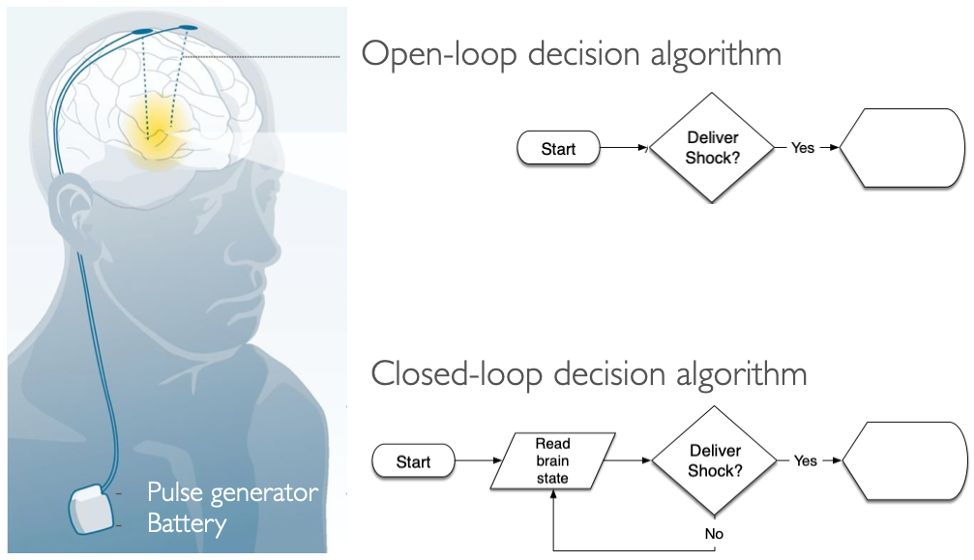 Open-loop decision algorithm
Start
Deliver
Shock?
Yes
Closed-loop decision algorithm
Start
Read
brain
state
Deliver
Shock?
Yes
No
Pulse generator
Battery